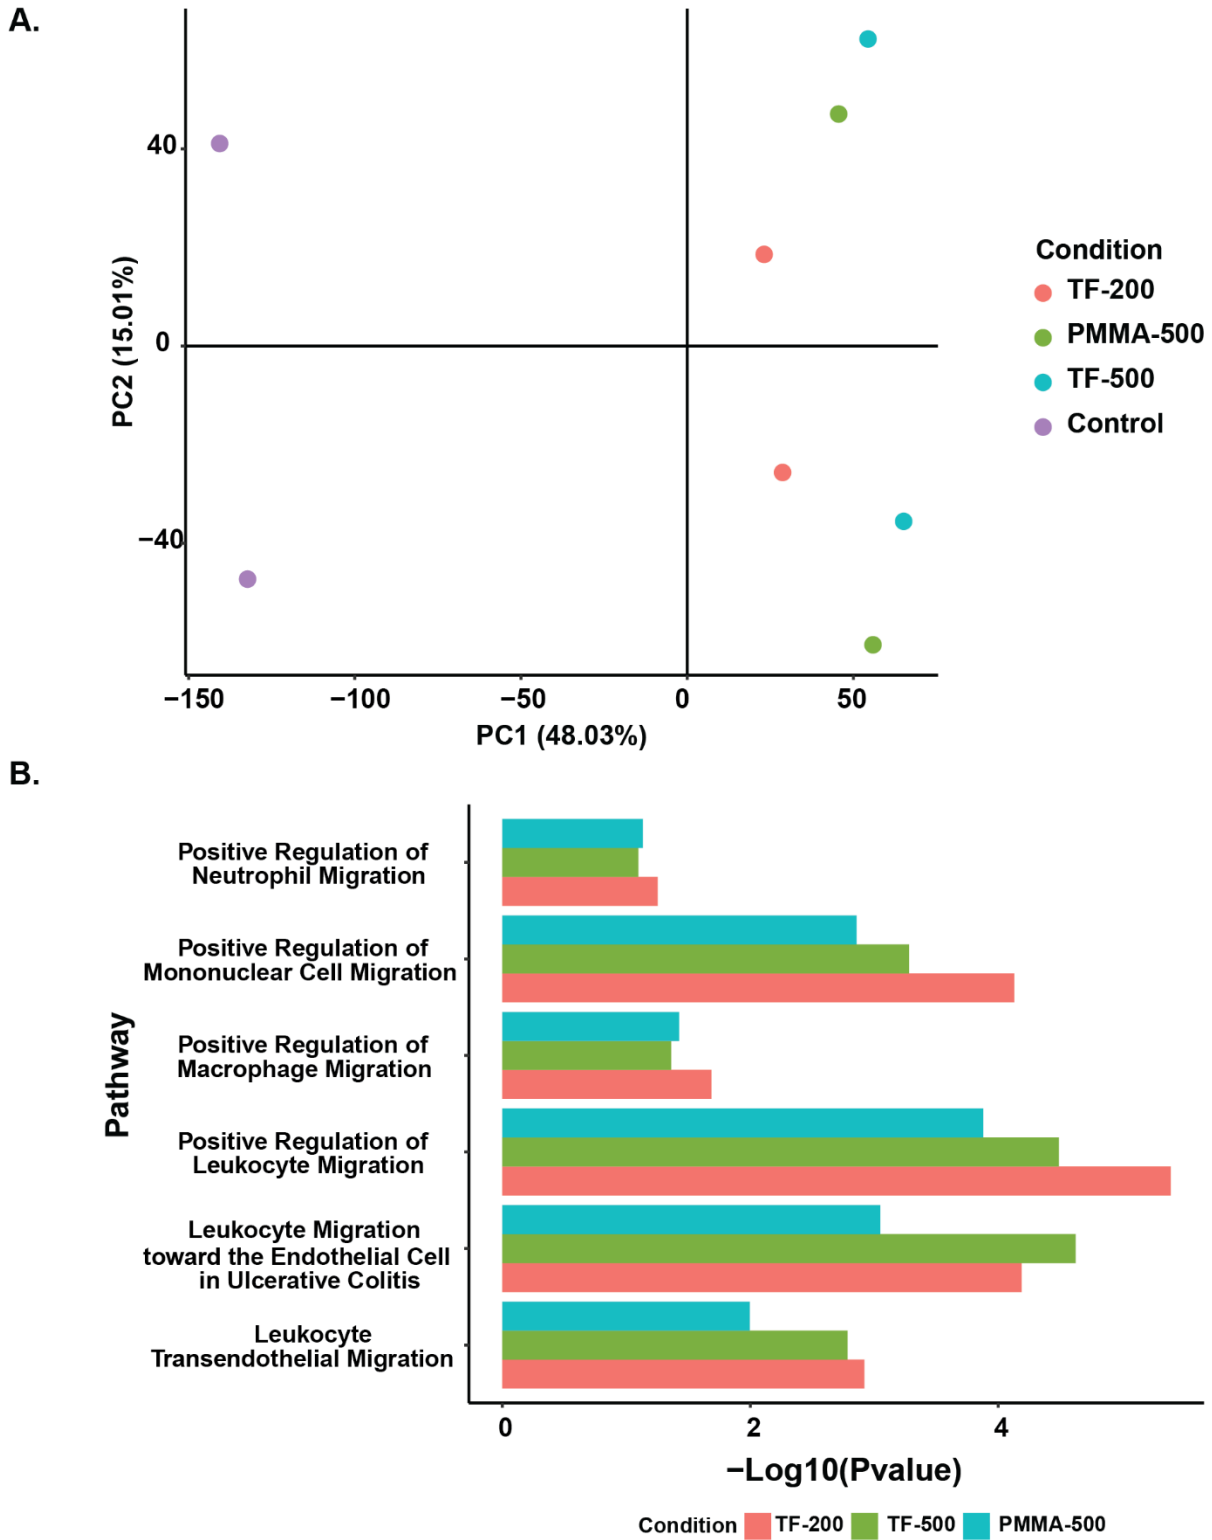 A.
40
0
−40
PC2 (15.01%)
−150
−100
−50
0
50
PC1 (48.03%)
Condition
TF-200
PMMA-500
TF-500
Control
B.
Pathway
Positive Regulation of
Neutrophil Migration
Positive Regulation of
Mononuclear Cell Migration
Positive Regulation of
Macrophage Migration
Positive Regulation of
Leukocyte Migration
Leukocyte Migration
toward the Endothelial Cell
in Ulcerative Colitis
Leukocyte
Transendothelial Migration
0
2
4
−Log10(Pvalue)
Condition TF-200 TF-500 PMMA-500